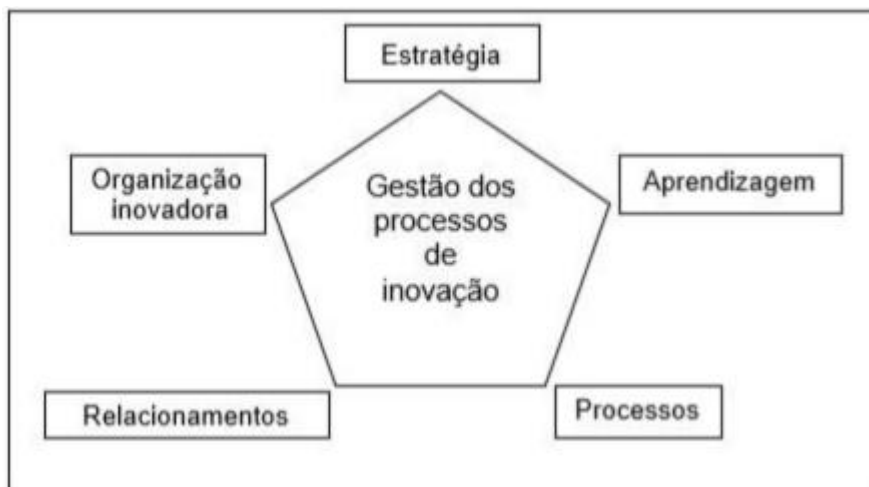 Estratégia
Organização
inovadora
Gestão dos
processos
de
inovação
Aprendizagem
Relacionamentos
Processos